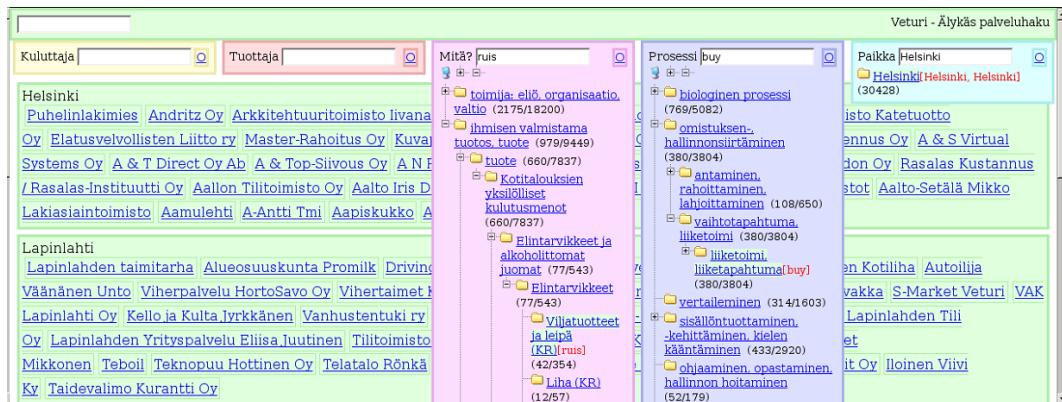 Veturi - Älykäs palveluhaku
Kuluttaja O
Tuottaja O
Mitä? ruis O
toimija: eliö, organisaatio, valtio (2175/18200)
ihmisen valmistama tuotos, tuote (979/9449)
tuote (660/7837)
Kotitalouksien yksilölliset kulutusmenot (660/7837)
Elintarvikkeet ja alkoholittomat juomat (77/543)
Elintarvikkeet (77/543)
Viljatuotteet ja leipä (KR)[ruis] (42/354)
Liha (KR) (12/57)
Prosessi buy O
biologinen prosessi (769/5082)
omistuksen-, hallinnonsiirtäminen (380/3804)
antaminen, rahoittaminen, lahjoittaminen (108/650)
vaihtotapahtuma, liiketoimi (380/3804)
liiketoimi, liiketapahtuma[buy] (380/3804)
vertaileminen (314/1603)
sisällöntuottaminen, -kehittäminen, kielen kääntäminen (433/2920)
ohjaaminen, opastaminen, hallinnon hoitaminen (52/179)
Paikka Helsinki O
Helsinki[Helsinki, Helsinki] (30428)
Helsinki
Puhelinlakimies Andritz Oy Arkkitehtuuritoimisto Iivana isto Katetuotto
Oy Elatusvelvollisten Liitto ry Master-Rahoitus Oy Kuva ennus Oy A & S Virtual
Systems Oy A & T Direct Oy Ab A & Top-Siivous Oy A N don Oy Rasalas Kustannus
/ Rasalas-Instituutti Oy Aallon Tilitoimisto Oy Aalto Iris D stot Aalto-Setälä Mikko
Lakiasiaintoimisto Aamulehti A-Antti Tmi Aapiskukko A
Lapinlahti
Lapinlahden taimitarha Alueosuuskunta Promilk Driving en Kotiliha Autoilija
Väänänen Unto Viherpalvelu HortoSavo Oy Vihertaimet K vakka S-Market Veturi VAK
Lapinlahti Oy Kello ja Kulta Jyrkkänen Vanhustentuki ry Lapinlahden Tili
Oy Lapinlahden Yrityspalvelu Eliisa Juutinen Tilitoimisto et
Mikkonen Teboil Teknopuu Hottinen Oy Telatalo Rönkä it Oy Iloinen Viivi
Ky Taidevalimo Kurantti Oy